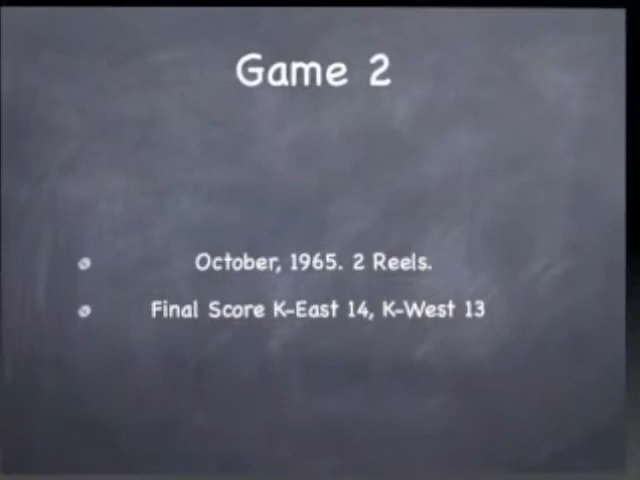 Game 2
October, 1965. 2 Reels.
Final Score K-East 14, K-West 13